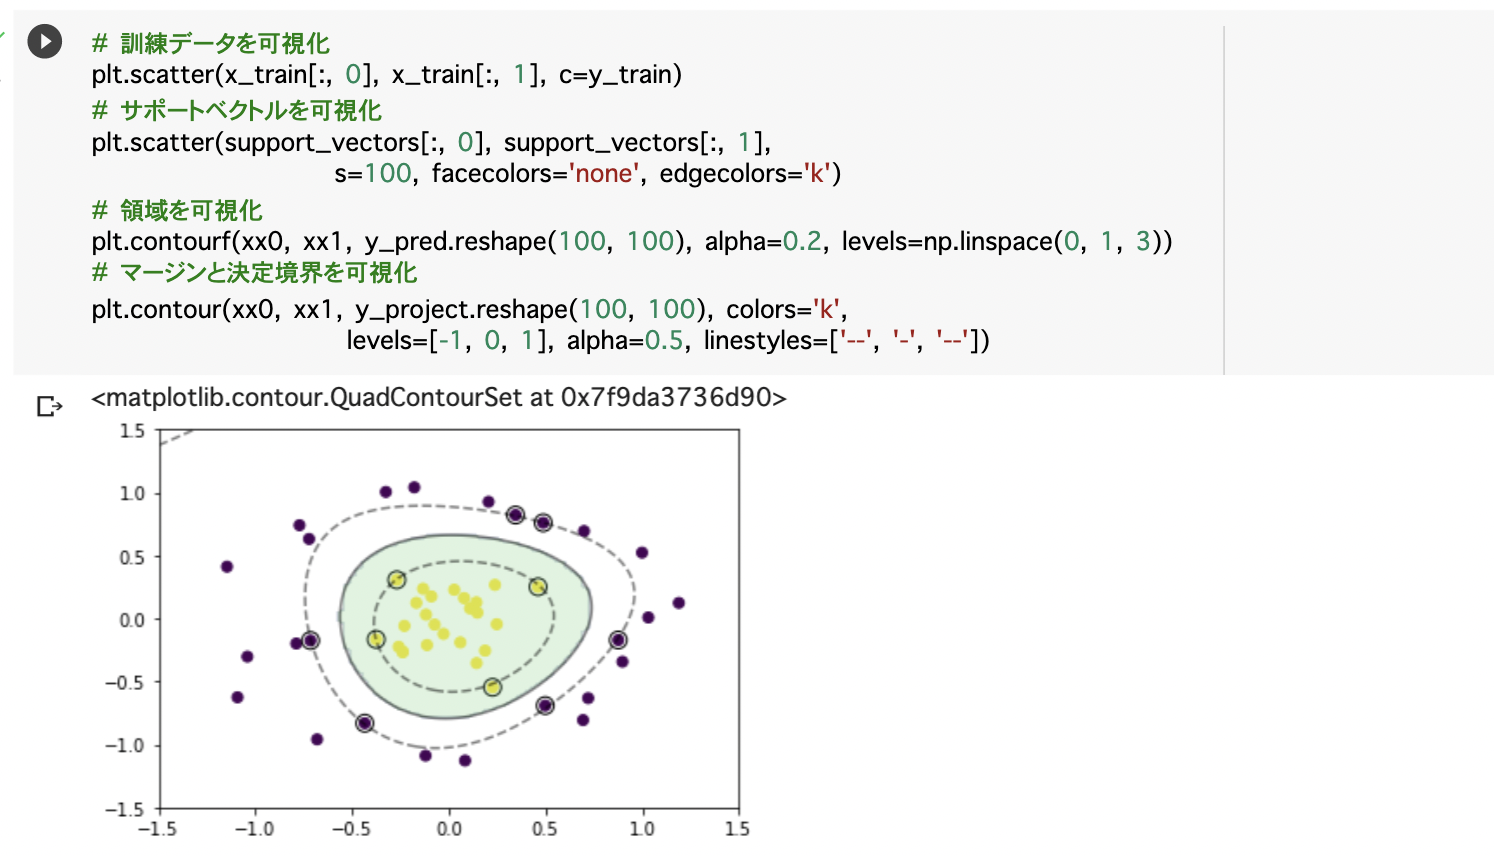 # 訓練データを可視化
plt.scatter(x_train[:, 0], x_train[:, 1], c=y_train)
# サポートベクトルを可視化
plt.scatter(support_vectors[:, 0], support_vectors[:, 1],
s=100, facecolors='none', edgecolors='k')
# 領域を可視化
plt.contourf(xx0, xx1, y_pred.reshape(100, 100), alpha=0.2, levels=np.linspace(0, 1, 3))
# マージンと決定境界を可視化
plt.contour(xx0, xx1, y_project.reshape(100, 100), colors='k',
levels=[-1, 0, 1], alpha=0.5, linestyles=['--', '-', '--'])
<matplotlib.contour.QuadContourSet at 0x7f9da3736d90>
1.5
1.0
0.5
0.0
−0.5
−1.0
−1.5
−1.5 −1.0 −0.5 0.0 0.5 1.0 1.5